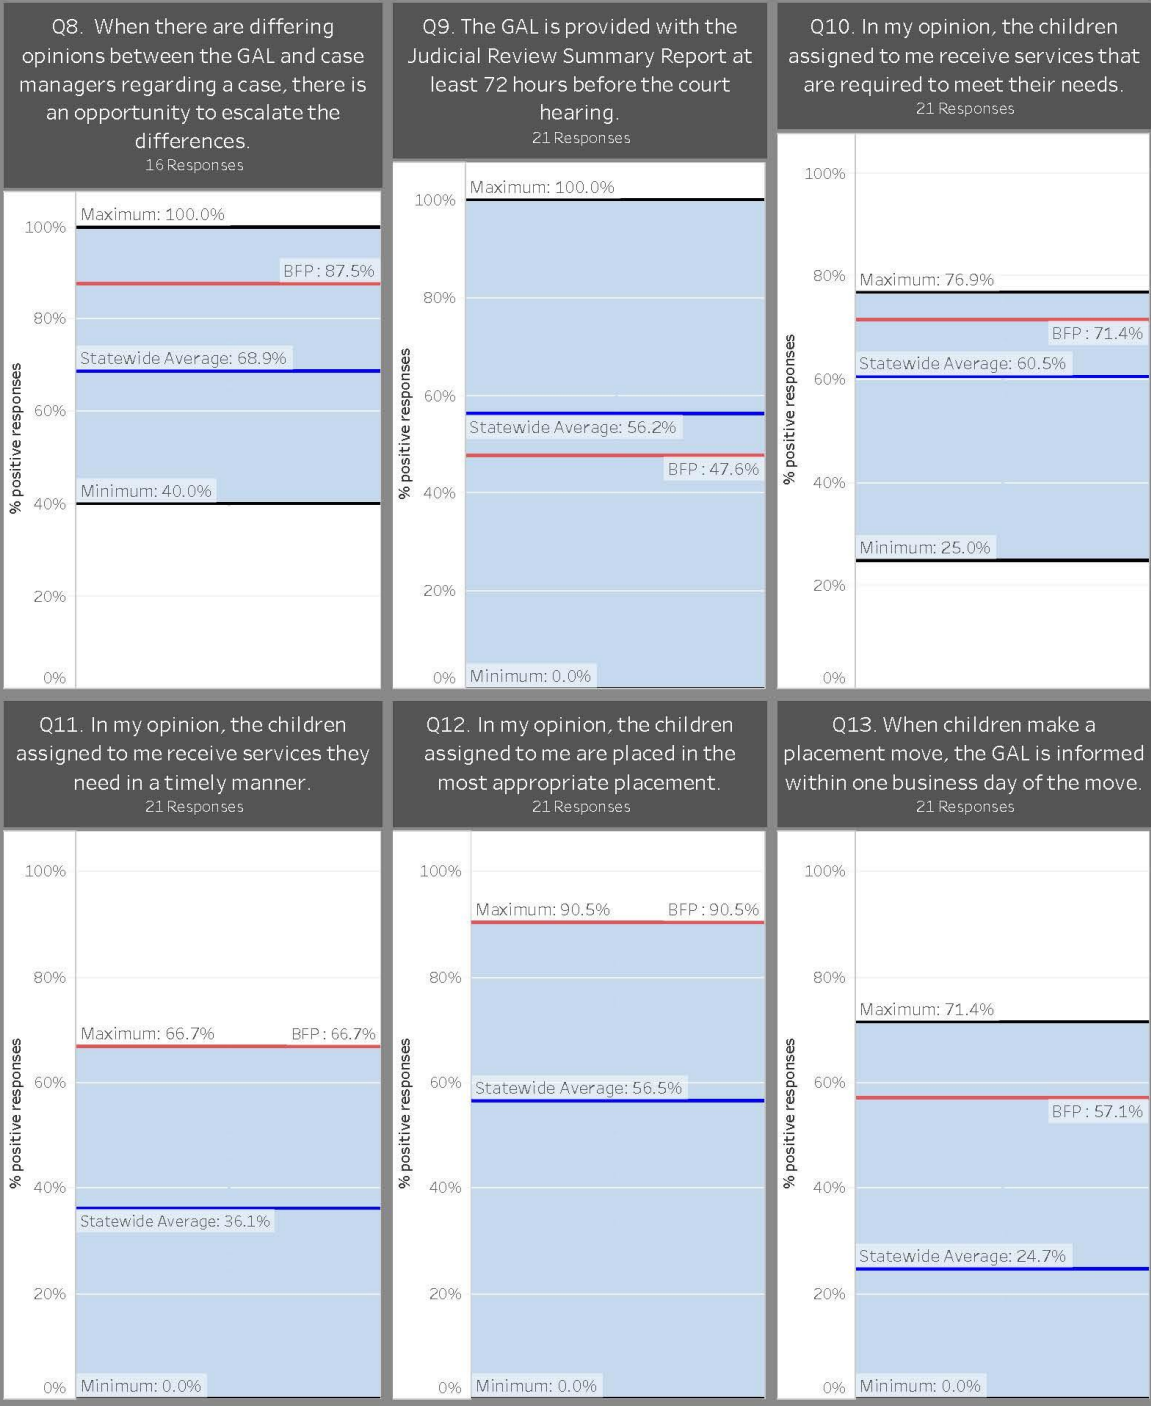 Q8. When there are differing
opinions between the GAL and case
managers regarding a case, there is
an opportunity to escalate the
differences.
16 Responses
% positive responses
100%
80%
60%
40%
20%
0%
Maximum: 100.0%
BFP: 87.5%
Statewide Average: 68.9%
Minimum: 40.0%
Q9. The GAL is provided with the
Judicial Review Summary Report at
least 72 hours before the court
hearing.
21 Responses
% positive responses
100%
80%
60%
40%
20%
0%
Maximum: 100.0%
Statewide Average: 56.2%
BFP: 47.6%
Minimum: 0.0%
Q10. In my opinion, the children
assigned to me receive services that
are required to meet their needs.
21 Responses
% positive responses
100%
80%
60%
40%
20%
0%
Maximum: 76.9%
BFP: 71.4%
Statewide Average: 60.5%
Minimum: 25.0%
Q11. In my opinion, the children
assigned to me receive services they
need in a timely manner.
21 Responses
% positive responses
100%
80%
60%
40%
20%
0%
Maximum: 66.7%
BFP: 66.7%
Statewide Average: 36.1%
Minimum: 0.0%
Q12. In my opinion, the children
assigned to me are placed in the
most appropriate placement.
21 Responses
% positive responses
100%
80%
60%
40%
20%
0%
Maximum: 90.5%
BFP: 90.5%
Statewide Average: 56.5%
Minimum: 0.0%
Q13. When children make a
placement move, the GAL is informed
within one business day of the move.
21 Responses
% positive responses
100%
80%
60%
40%
20%
0%
Maximum: 71.4%
BFP: 57.1%
Statewide Average: 24.7%
Minimum: 0.0%